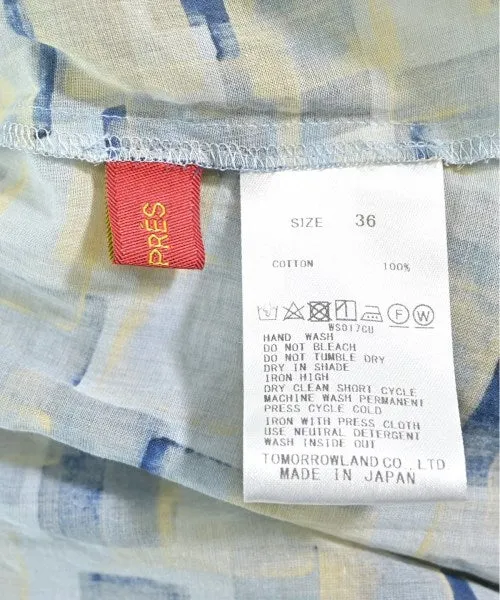 PRÉS
SIZE 36
COTTON 100%
F W
WS017GU
HAND WASH
DO NOT BLEACH
DO NOT TUMBLE DRY
DRY IN SHADE
IRON HIGH
DRY CLEAN SHORT CYCLE
MACHINE WASH PERMANENT
PRESS CYCLE COLD
IRON WITH PRESS CLOTH
USE NEUTRAL DETERGENT
WASH INSIDE OUT
TOMORROWLAND CO., LTD
MADE IN JAPAN